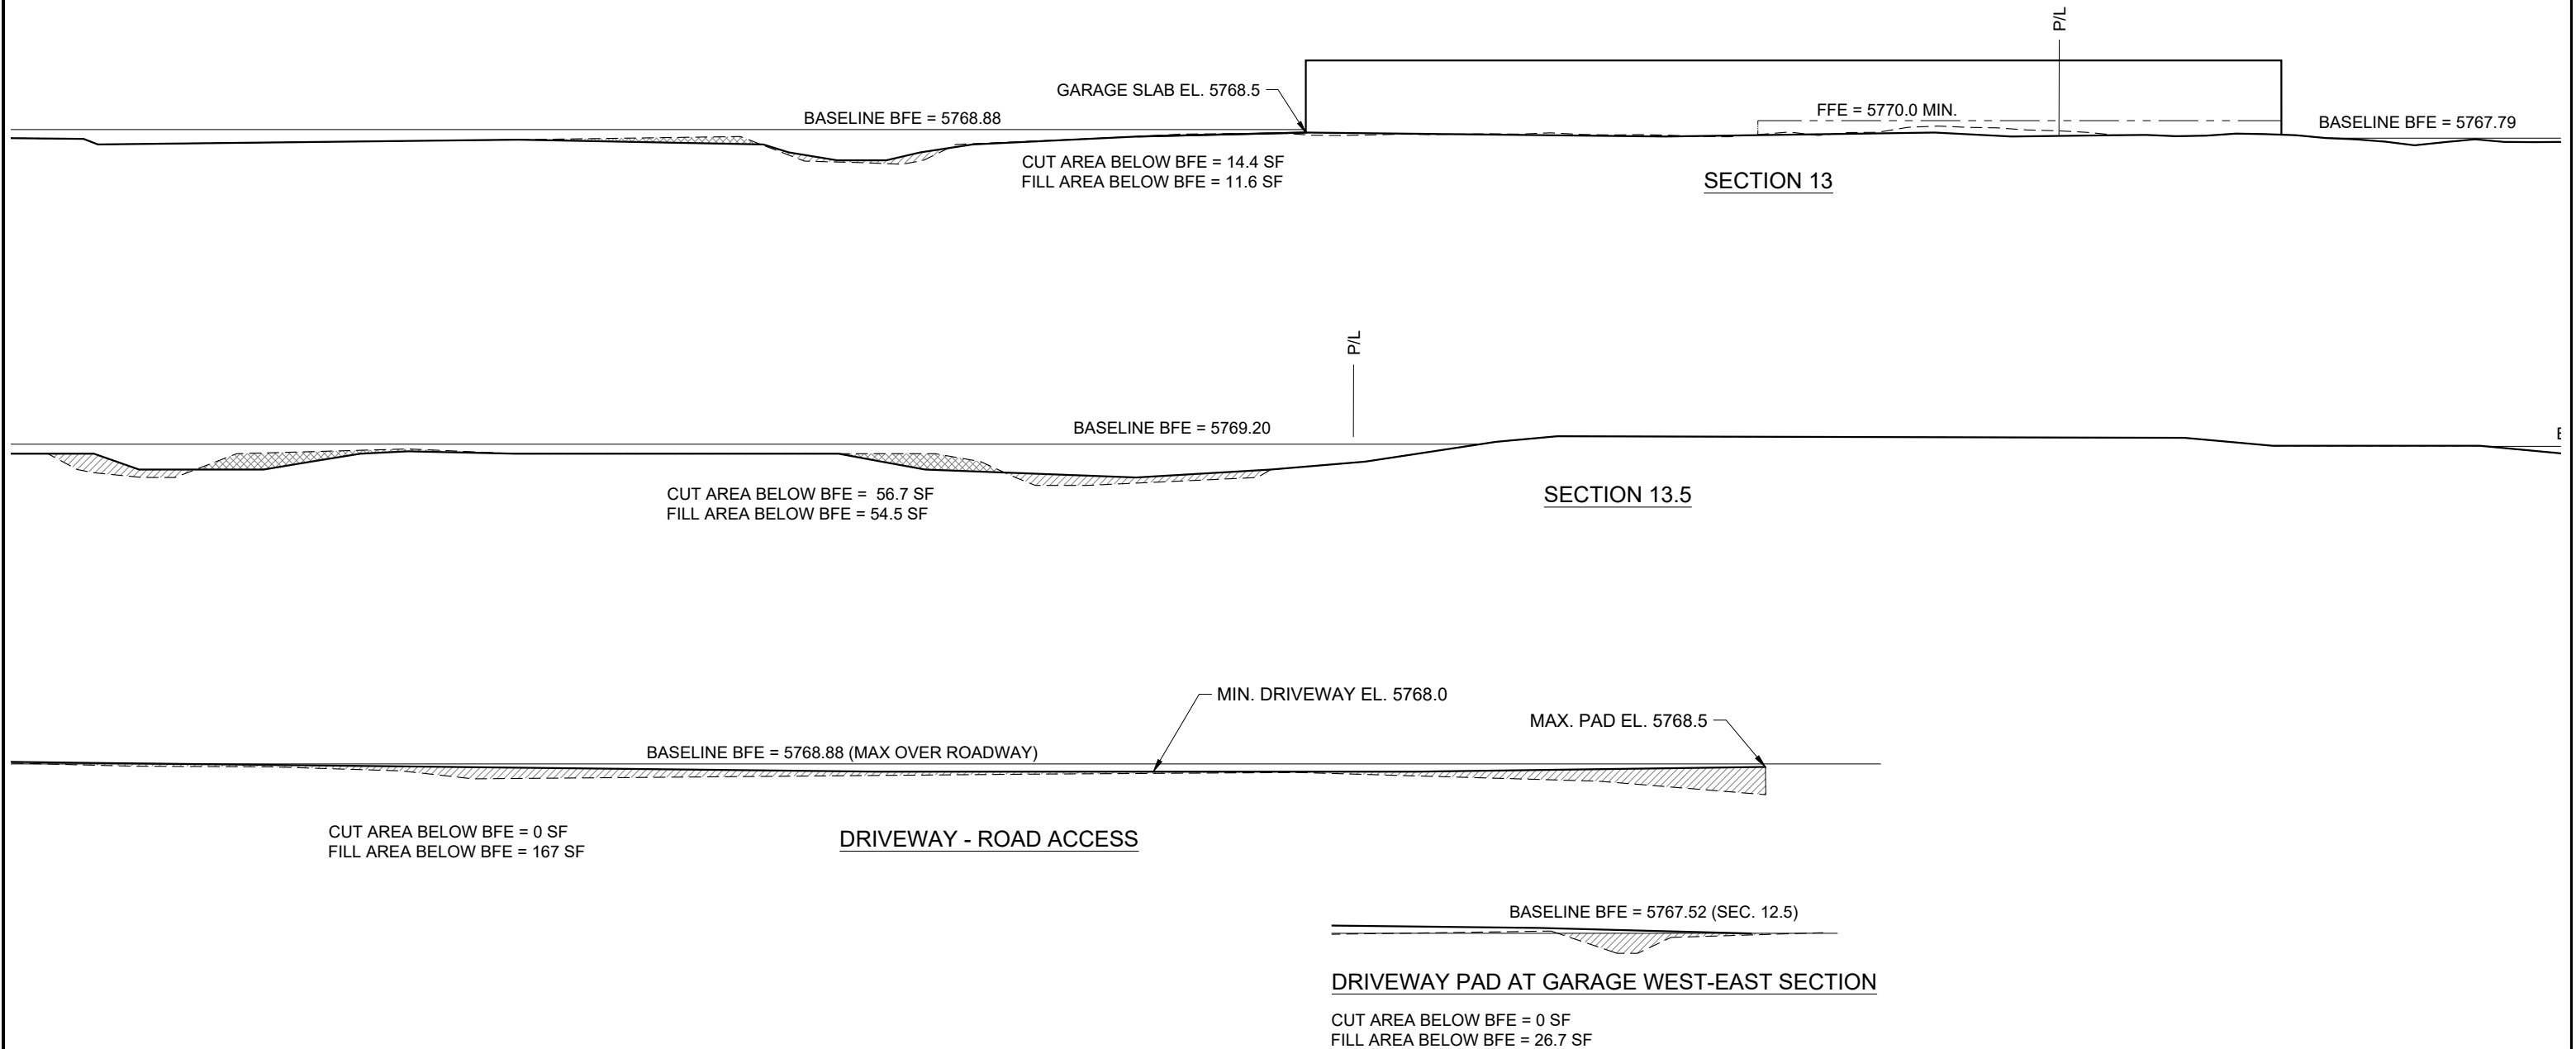 P/L
GARAGE SLAB EL. 5768.5
FFE = 5770.0 MIN.
BASELINE BFE = 5768.88
BASELINE BFE = 5767.79
CUT AREA BELOW BFE = 14.4 SF
FILL AREA BELOW BFE = 11.6 SF
SECTION 13
P/L
BASELINE BFE = 5769.20
CUT AREA BELOW BFE =  56.7 SF
FILL AREA BELOW BFE = 54.5 SF
SECTION 13.5
MIN. DRIVEWAY EL. 5768.0
MAX. PAD EL. 5768.5
BASELINE BFE = 5768.88 (MAX OVER ROADWAY)
CUT AREA BELOW BFE = 0 SF
FILL AREA BELOW BFE = 167 SF
DRIVEWAY - ROAD ACCESS
BASELINE BFE = 5767.52 (SEC. 12.5)
DRIVEWAY PAD AT GARAGE WEST-EAST SECTION
CUT AREA BELOW BFE = 0 SF
FILL AREA BELOW BFE = 26.7 SF